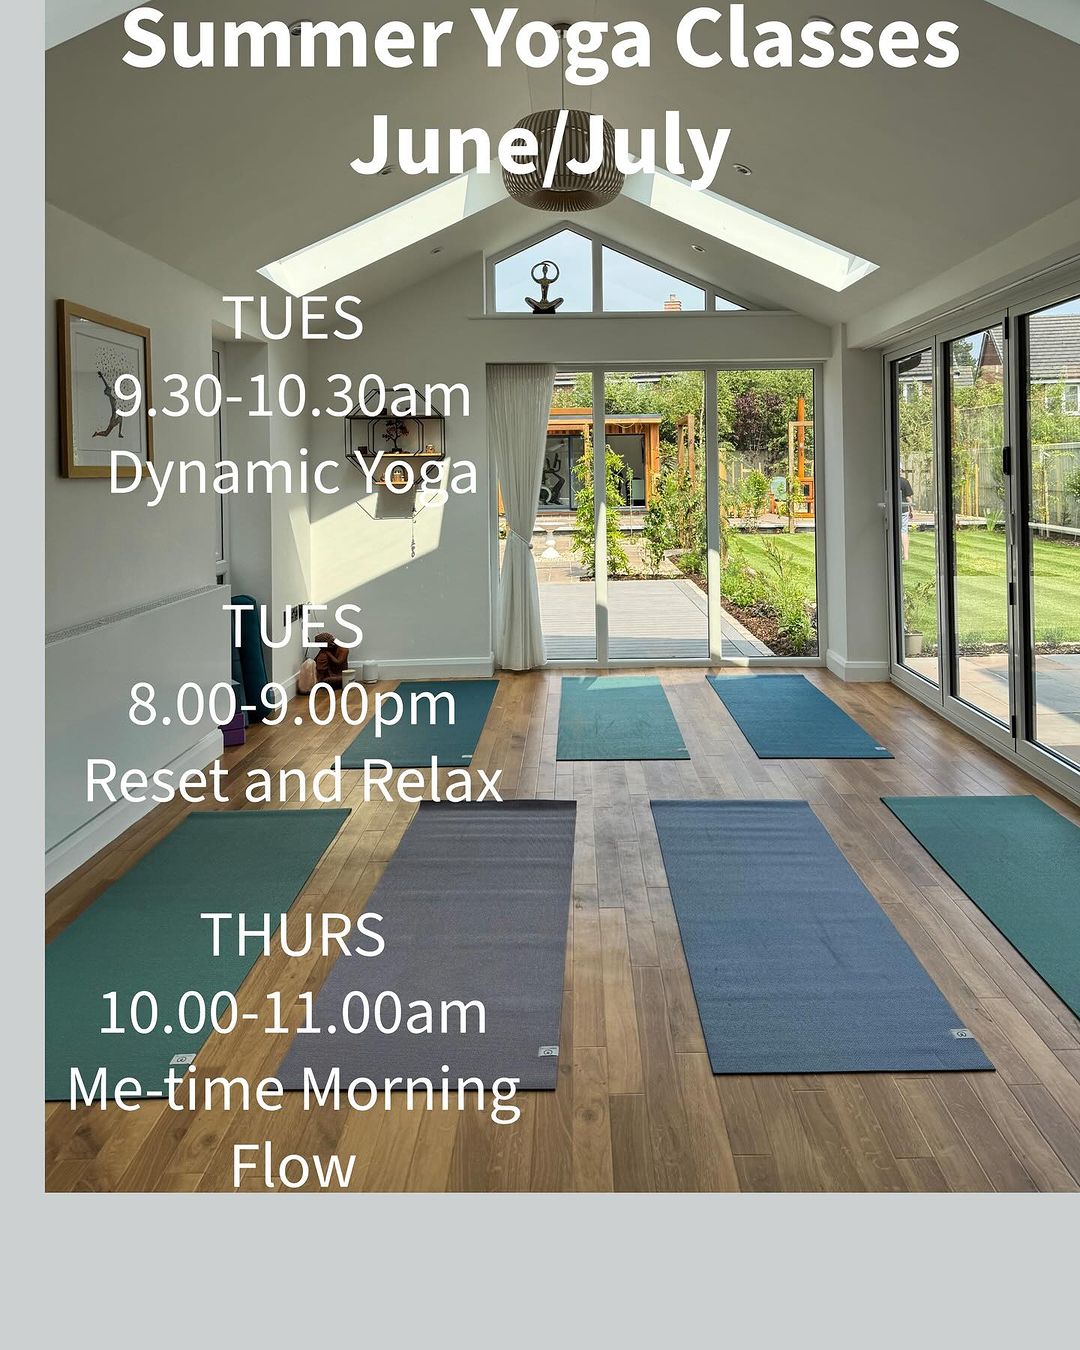 Summer Yoga Classes
June/July
TUES
9.30-10.30am
Dynamic Yoga
TUES
8.00-9.00pm
Reset and Relax
THURS
10.00-11.00am
Me-time Morning
Flow